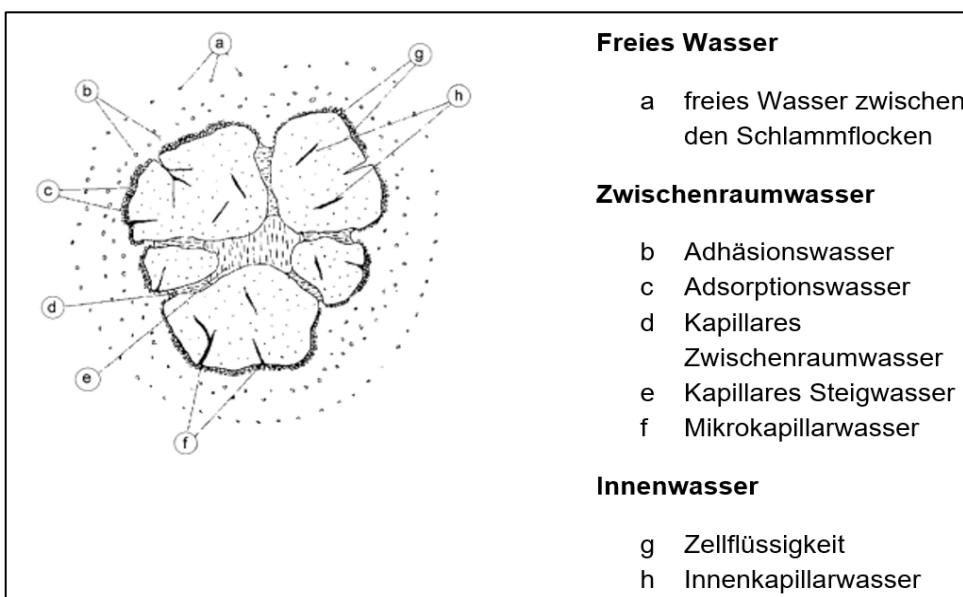 a
b
c
d
e
f
g
h
Freies Wasser
a freies Wasser zwischen
den Schlammflocken
Zwischenraumwasser
b Adhäsionswasser
c Adsorptionswasser
d Kapillares
Zwischenraumwasser
e Kapillares Steigwasser
f Mikrokapillarwasser
Innenwasser
g Zellflüssigkeit
h Innenkapillarwasser